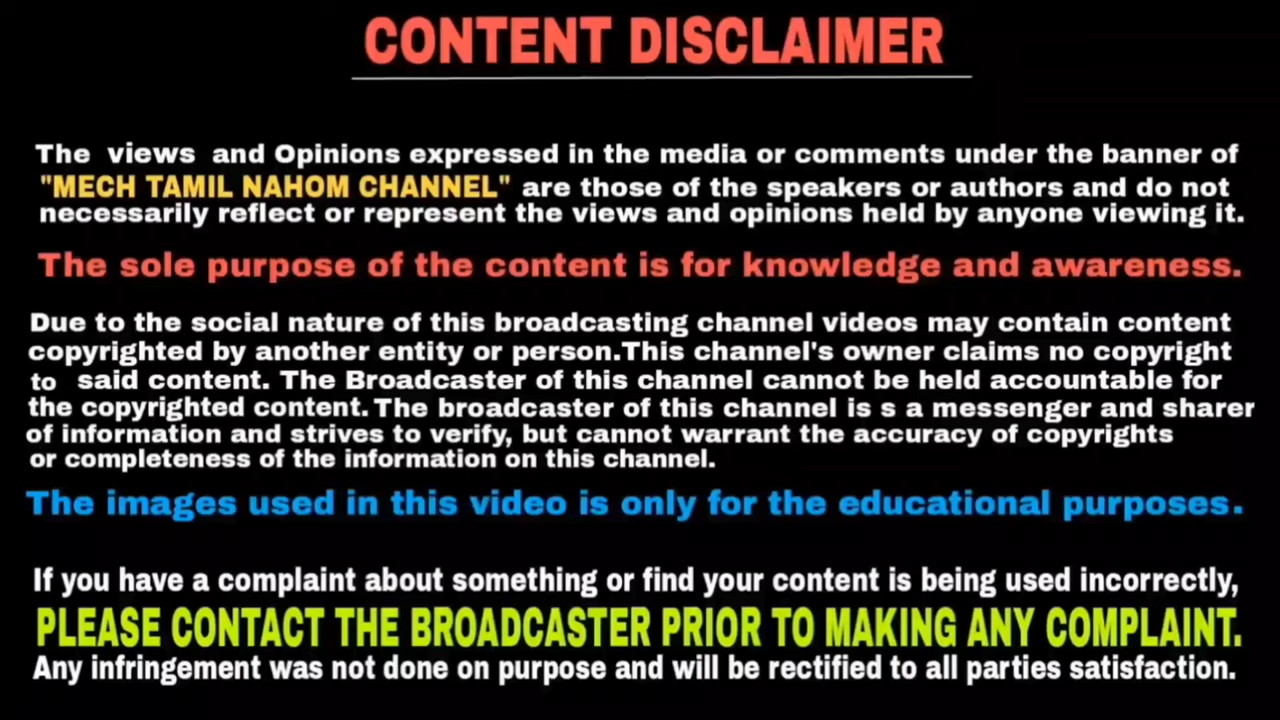 CONTENT DISCLAIMER
The views and Opinions expressed in the media or comments under the banner of
"MECH TAMIL NAHOM CHANNEL" are those of the speakers or authors and do not
necessarily reflect or represent the views and opinions held by anyone viewing it.
The sole purpose of the content is for knowledge and awareness.
Due to the social nature of this broadcasting channel videos may contain content
copyrighted by another entity or person.This channel's owner claims no copyright
to said content. The Broadcaster of this channel cannot be held accountable for
the copyrighted content. The broadcaster of this channel is s a messenger and sharer
of information and strives to verify, but cannot warrant the accuracy of copyrights
or completeness of the information on this channel.
The images used in this video is only for the educational purposes.
If you have a complaint about something or find your content is being used incorrectly,
PLEASE CONTACT THE BROADCASTER PRIOR TO MAKING ANY COMPLAINT.
Any infringement was not done on purpose and will be rectified to all parties satisfaction.